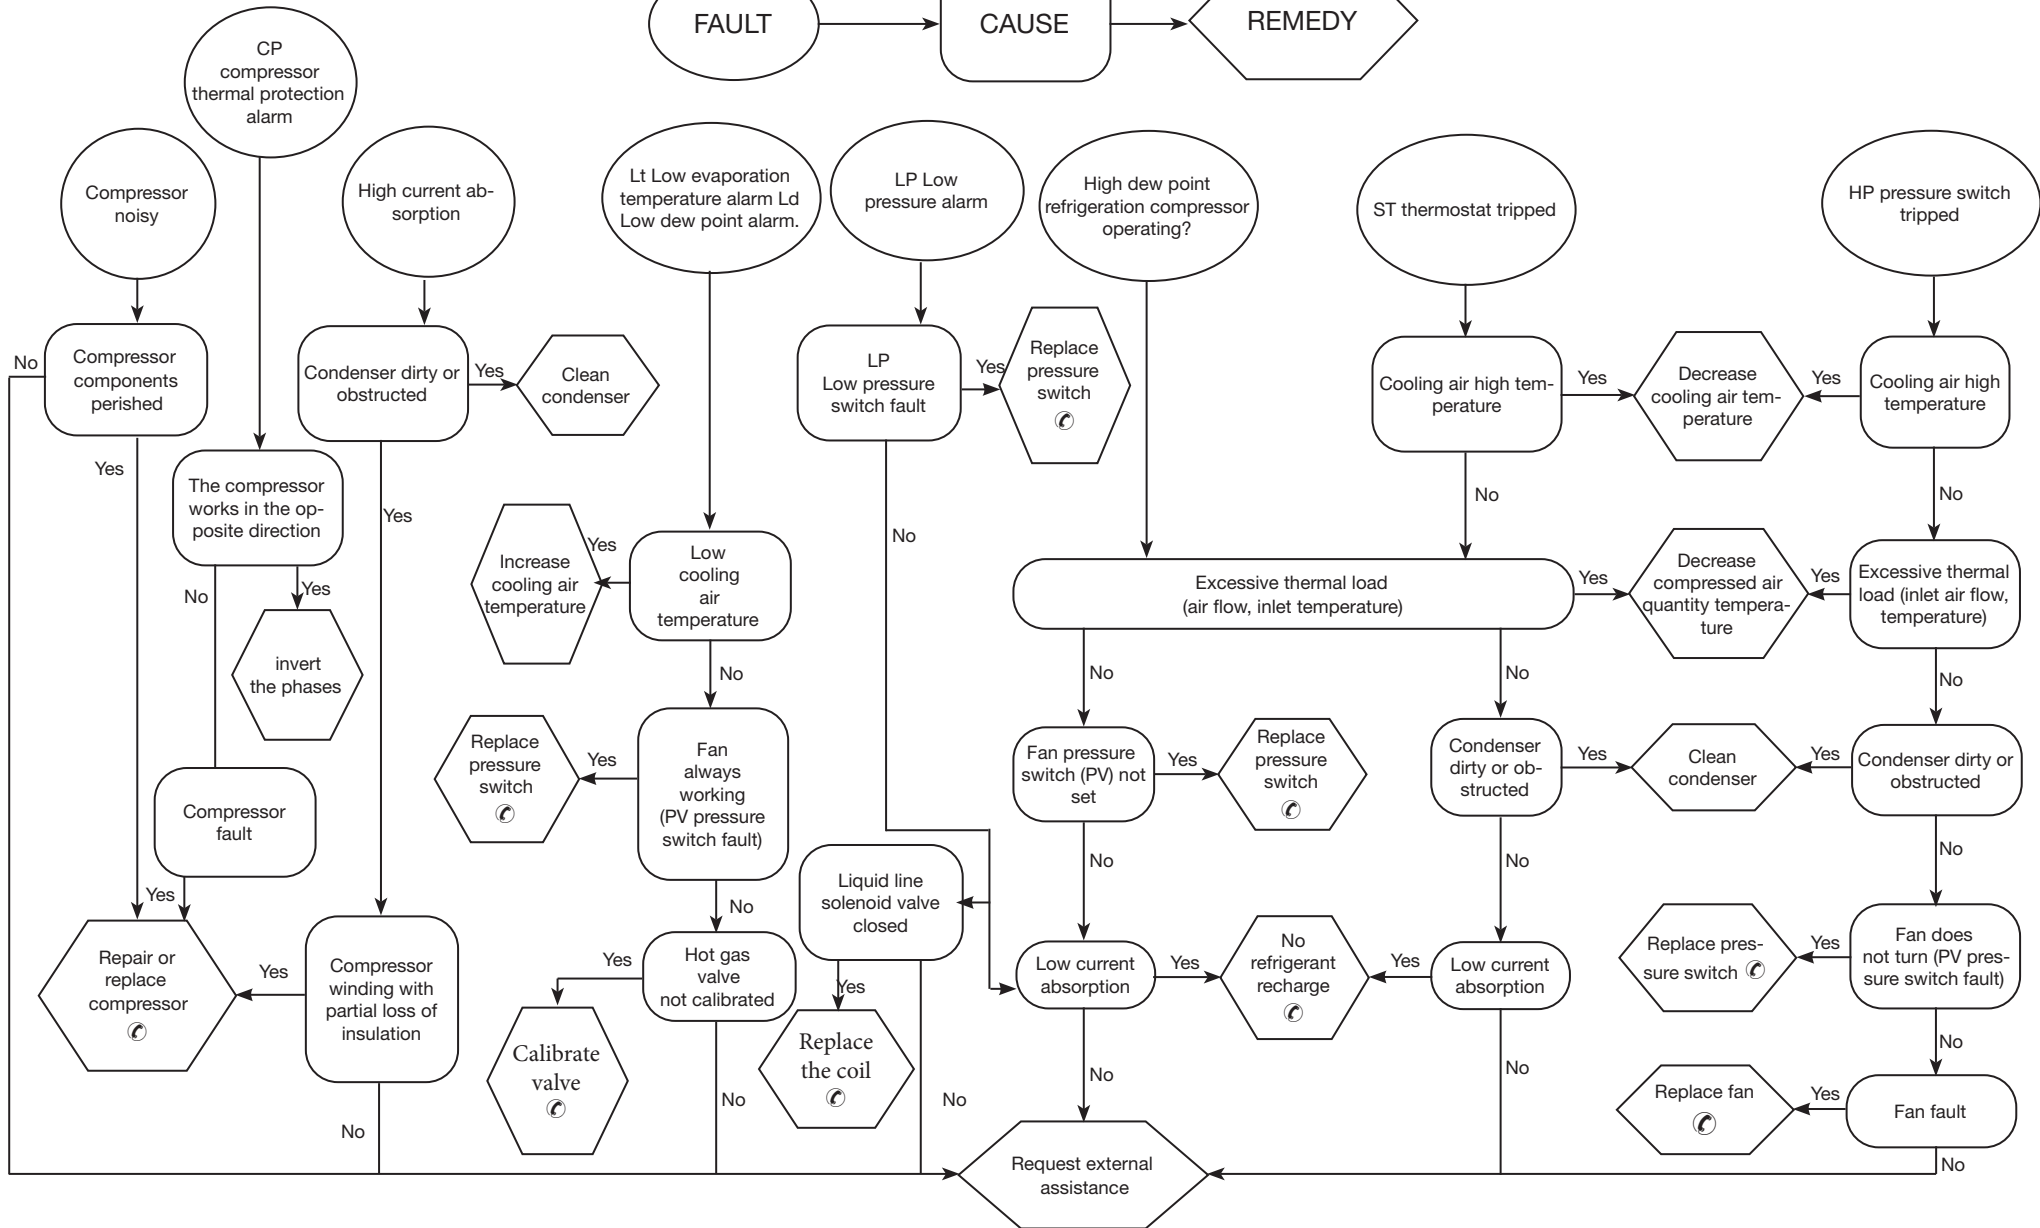 FAULT
CAUSE
REMEDY
CP
compressor
thermal protection
alarm
Compressor
noisy
High current ab-
sorption
Lt Low evaporation
temperature alarm Ld
Low dew point alarm.
LP Low
pressure alarm
High dew point
refrigeration compressor
operating?
ST thermostat tripped
HP pressure switch
tripped
No
Compressor
components
perished
Condenser dirty or
obstructed
Yes
Clean
condenser
LP
Low pressure
switch fault
Yes
Replace
pressure
switch
Cooling air high tem-
perature
Yes
Decrease
cooling air tem-
perature
Yes
Cooling air high
temperature
Yes
The compressor
works in the op-
posite direction
Yes
No
No
No
Increase
cooling air
temperature
Yes
Low
cooling
air
temperature
Excessive thermal load
(air flow, inlet temperature)
Yes
Decrease
compressed air
quantity tempera-
ture
Yes
Excessive thermal
load (inlet air flow,
temperature)
No
Yes
invert
the phases
No
No
No
No
Replace
pressure
switch
Yes
Fan
always
working
(PV pressure
switch fault)
Fan pressure
switch (PV) not
set
Yes
Replace
pressure
switch
Condenser
dirty or ob-
structed
Yes
Clean
condenser
Yes
Condenser dirty or
obstructed
Compressor
fault
No
No
No
Yes
Liquid line
solenoid valve
closed
No
Repair or
replace
compressor
Yes
Compressor
winding with
partial loss of
insulation
Yes
Hot gas
valve
not calibrated
Yes
Low current
absorption
Yes
No
refrigerant
recharge
Yes
Low current
absorption
Replace pres-
sure switch
Yes
Fan does
not turn (PV pres-
sure switch fault)
Calibrate
valve
Replace
the coil
No
No
No
No
No
Replace fan
Yes
Fan fault
No
Request external
assistance
No